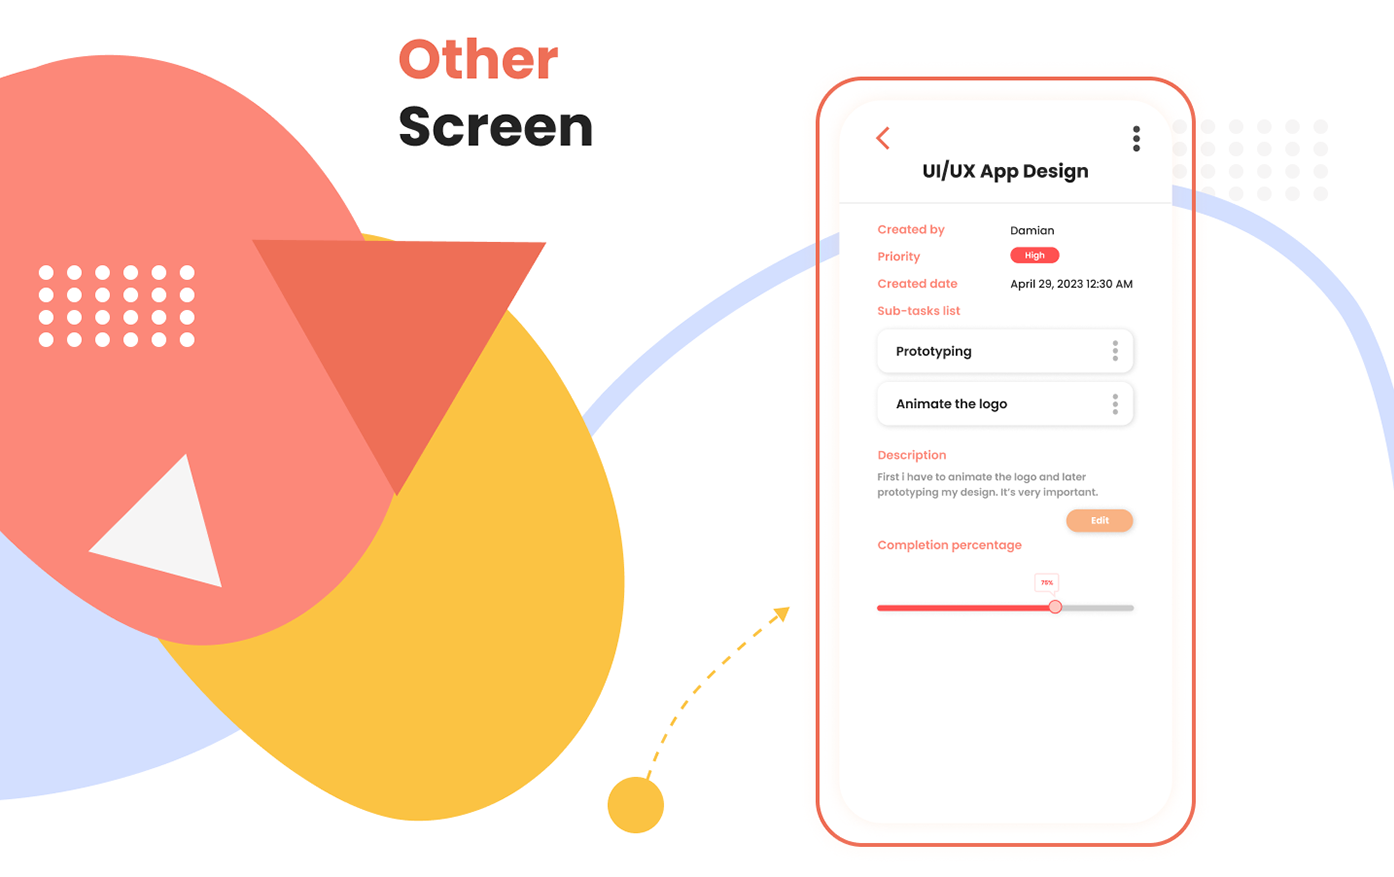 Other
Screen
UI/UX App Design
Created by Damian
Priority High
Created date April 29, 2023 12:30 AM
Sub-tasks list
Prototyping
Animate the logo
Description
First i have to animate the logo and later
prototyping my design. It's very important.
Edit
Completion percentage
75%